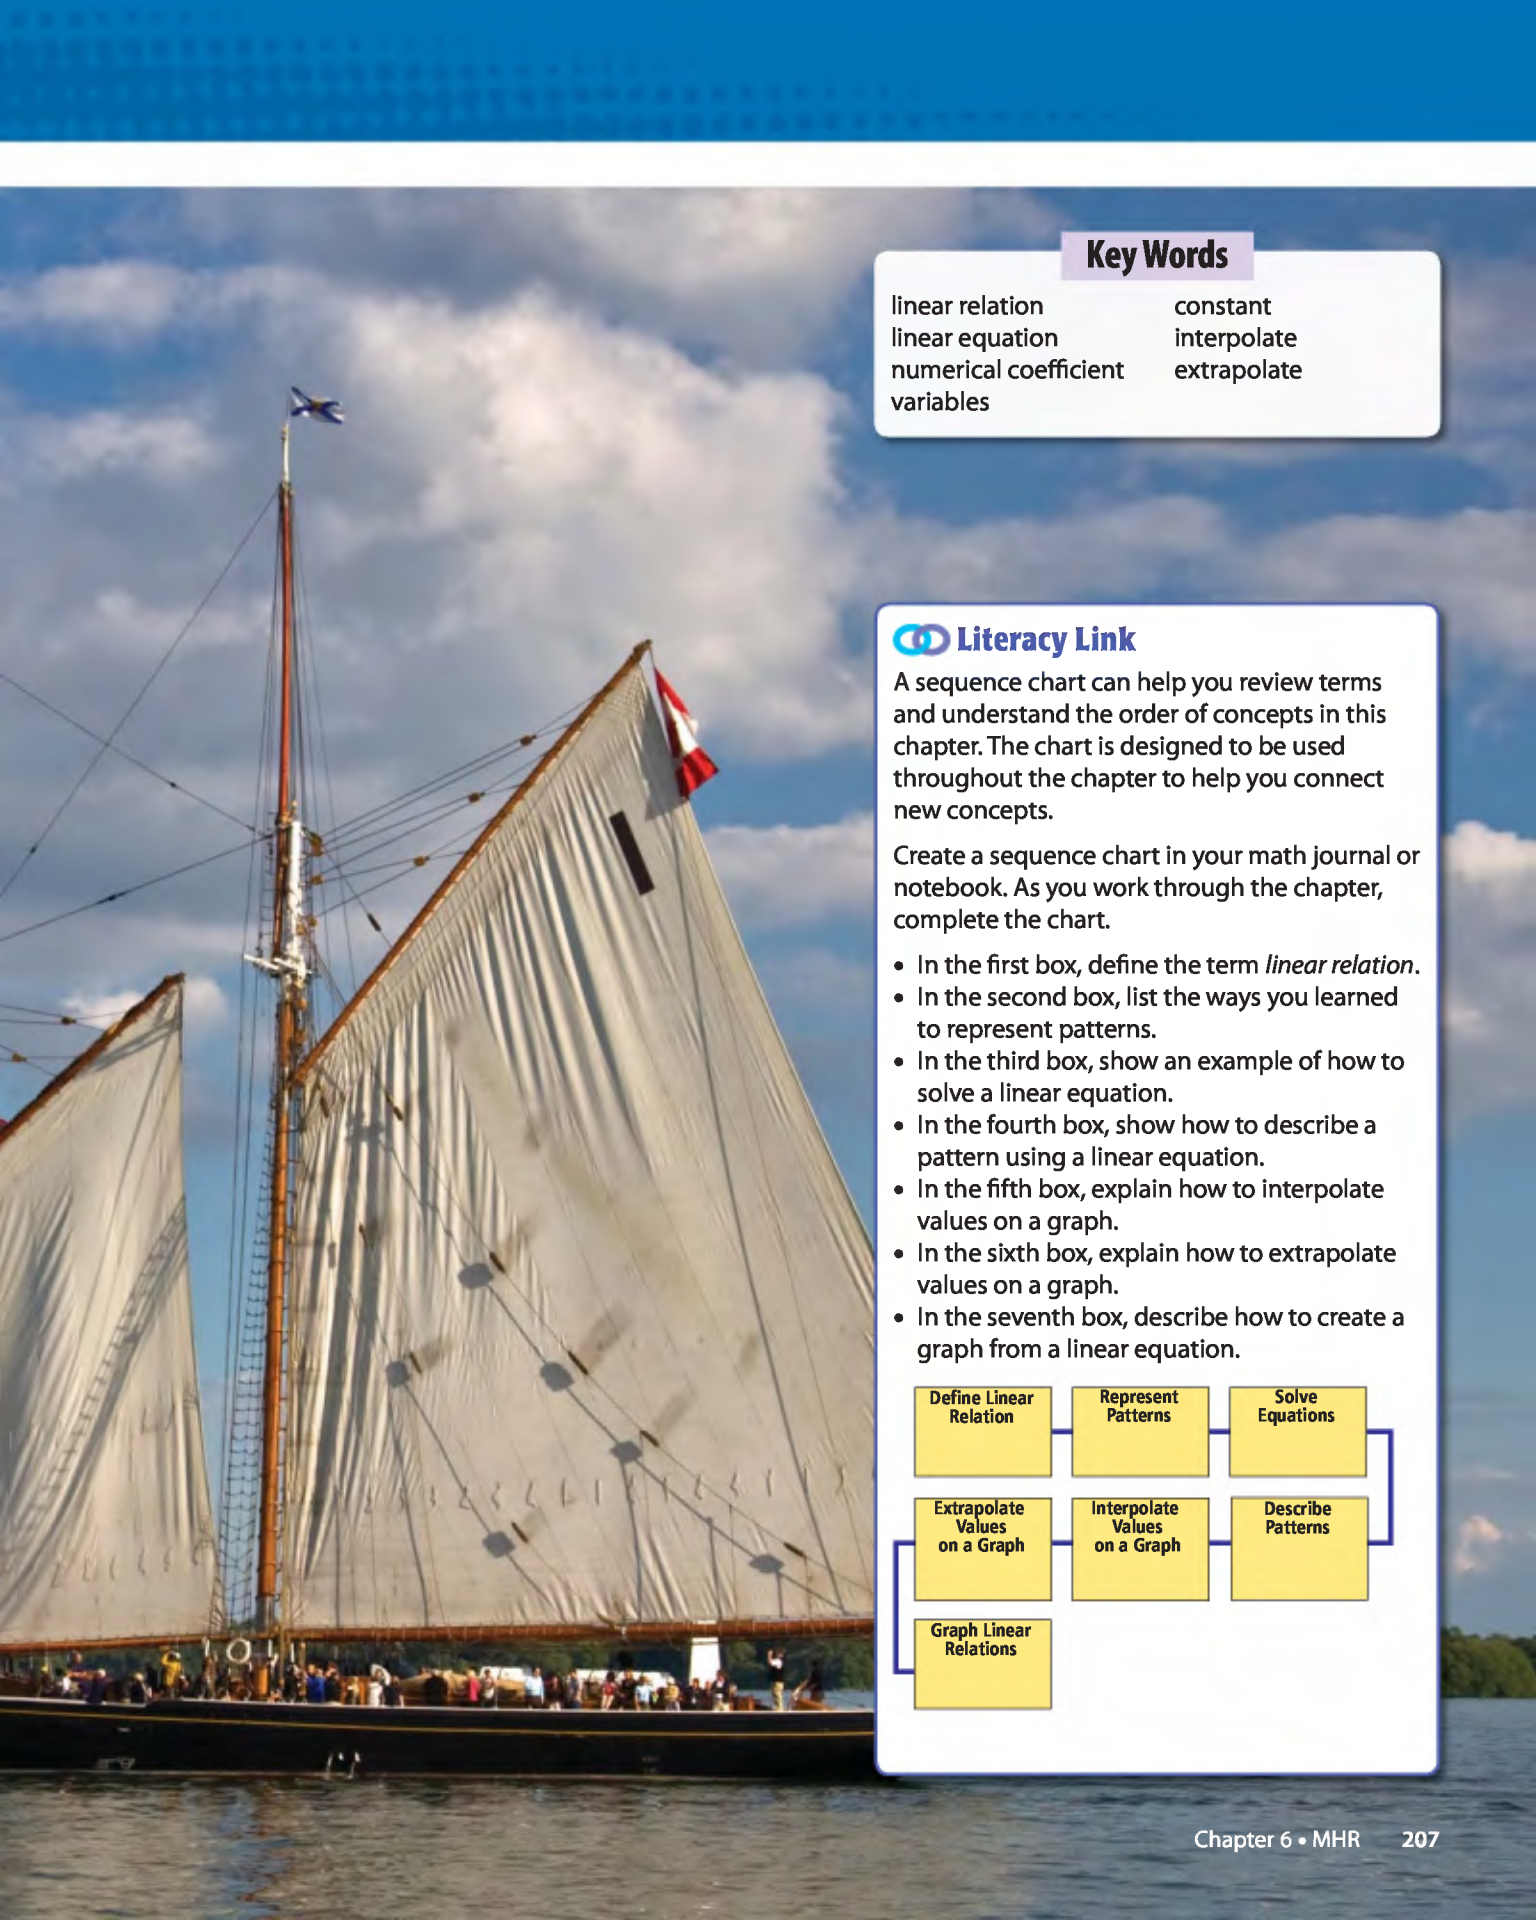 Key Words
linear relation
linear equation
numerical coefficient
variables
constant
interpolate
extrapolate
Literacy Link
A sequence chart can help you review terms
and understand the order of concepts in this
chapter. The chart is designed to be used
throughout the chapter to help you connect
new concepts.
Create a sequence chart in your math journal or
notebook. As you work through the chapter,
complete the chart.
• In the first box, define the term linear relation.
• In the second box, list the ways you learned
to represent patterns.
• In the third box, show an example of how to
solve a linear equation.
• In the fourth box, show how to describe a
pattern using a linear equation.
• In the fifth box, explain how to interpolate
values on a graph.
• In the sixth box, explain how to extrapolate
values on a graph.
• In the seventh box, describe how to create a
graph from a linear equation.
Define Linear
Relation
Represent
Patterns
Solve
Equations
Extrapolate
Values
on a Graph
Interpolate
Values
on a Graph
Describe
Patterns
Graph Linear
Relations
Chapter 6 • MHR 207